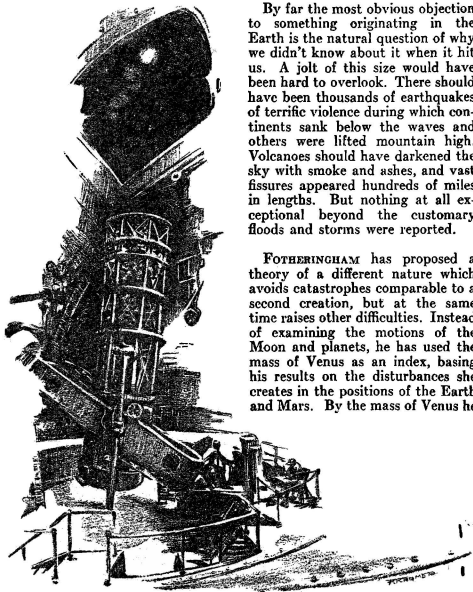 By far the most obvious objection
to something originating in the
Earth is the natural question of why
we didn't know about it when it hit
us. A jolt of this size would have
been hard to overlook. There should
have been thousands of earthquakes
of terrific violence during which con-
tinents sank below the waves and
others were lifted mountain high.
Volcanoes should have darkened the
sky with smoke and ashes, and vast
fissures appeared hundreds of miles
in lengths. But nothing at all ex-
ceptional beyond the customary
floods and storms were reported.
FOTHERINGHAM has proposed a
theory of a different nature which
avoids catastrophes comparable to a
second creation, but at the same
time raises other difficulties. Instead
of examining the motions of the
Moon and planets, he has used the
mass of Venus as an index, basing
his results on the disturbances she
creates in the positions of the Earth
and Mars. By the mass of Venus he